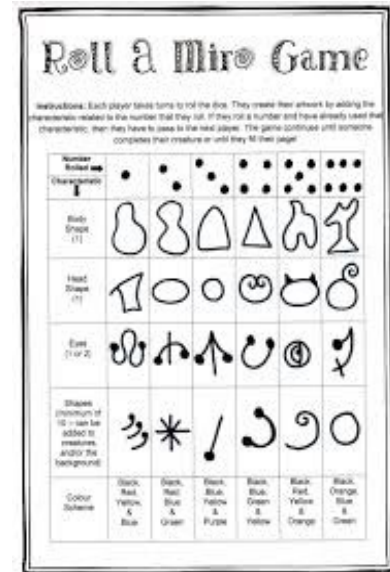 Roll a Miro Game
Instructions: Each player takes turns to roll the dice. They create their artwork by adding the
characteristic related to the number that they roll. If they roll a number and have already used that
characteristic, then they have to pass to the next player. The game continues until someone
completes their creature or until they fill their page!
Number
Rolled
Characteristic
Body
Shape
(1)
Head
Shape
(1)
Eyes
(1 or 2)
Shapes
(minimum of
10 – can be
added to
creatures,
and/or the
background)
Colour
Scheme
Black,
Red,
Yellow,
&
Blue
Black,
Red,
Blue
&
Green
Black,
Blue,
Yellow
&
Purple
Black,
Blue,
Green
&
Yellow
Black,
Red,
Yellow
&
Orange
Black,
Orange,
Blue
&
Green